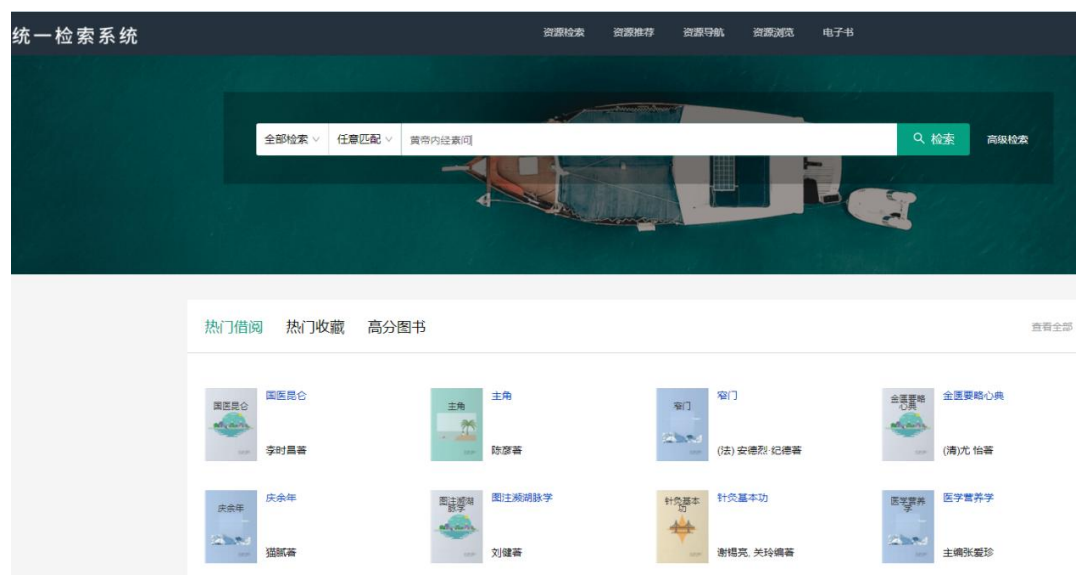 统一检索系统
资源检索 资源推荐 资源导航 资源浏览 电子书
全部检索 任意匹配 黄帝内经素问 检索 高级检索
热门借阅 热门收藏 高分图书 查看全部
国医昆仑 国医昆仑 主角 主角 窄门 窄门 金匮要略心典 金匮要略心典
李时昌著 陈彦著 (法)安德烈·纪德著 (清)尤怡著
庆余年 庆余年 图注濒湖脉学 图注濒湖脉学 针灸基本功 针灸基本功 医学营养学 医学营养学
猫腻著 刘健著 谢锡亮, 关玲编著 主编张爱珍